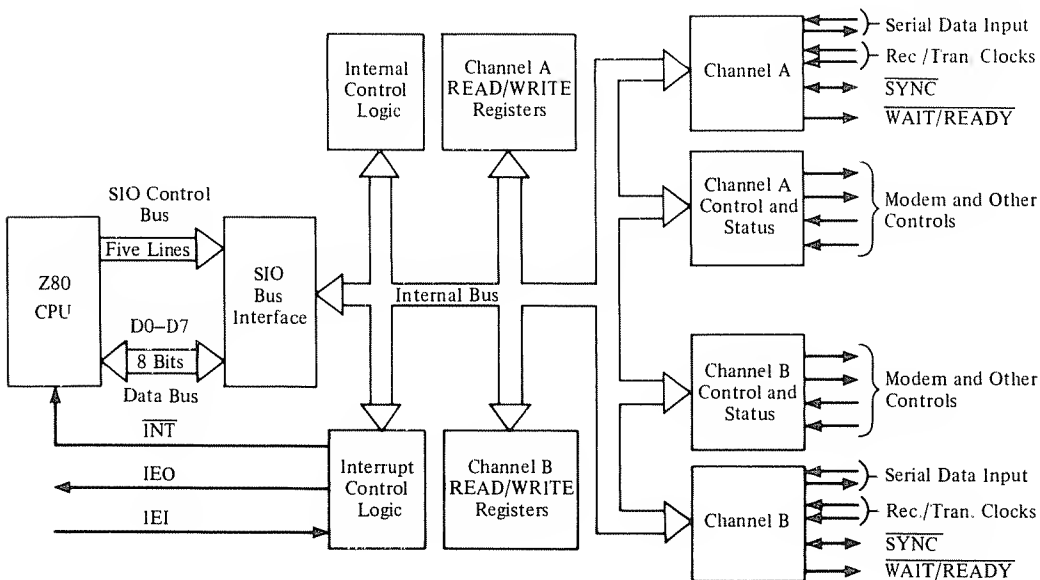 Internal
Control
Logic
Channel A
READ/WRITE
Registers
Channel A
Serial Data Input
Rec /Tran. Clocks
SYNC
WAIT/READY
SIO Control
Bus
Five Lines
Z80
CPU
D0–D7
8 Bits
Data Bus
SIO
Bus
Interface
Internal Bus
Channel A
Control and
Status
Modem and Other
Controls
Channel B
Control and
Status
Modem and Other
Controls
INT
IEO
IEI
Interrupt
Control
Logic
Channel B
READ/WRITE
Registers
Channel B
Serial Data Input
Rec./Tran. Clocks
SYNC
WAIT/READY